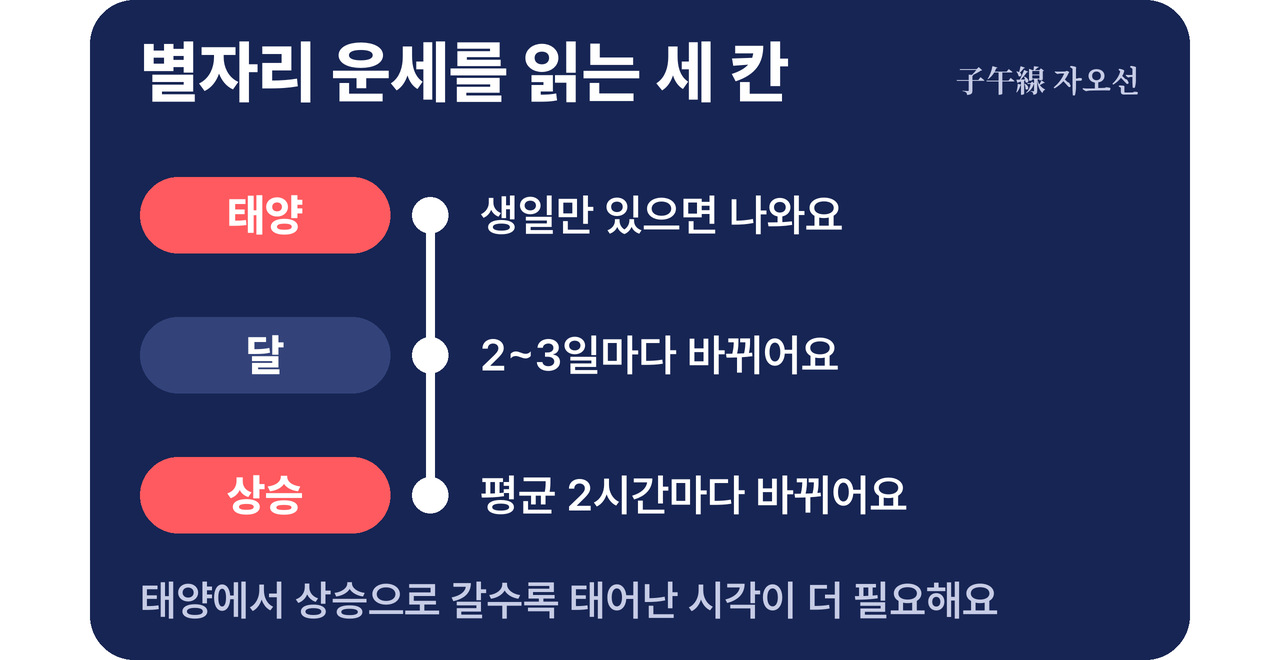 별자리 운세를 읽는 세 칸
子午線 자오선
태양
생일만 있으면 나와요
달
2~3일마다 바뀌어요
상승
평균 2시간마다 바뀌어요
태양에서 상승으로 갈수록 태어난 시각이 더 필요해요